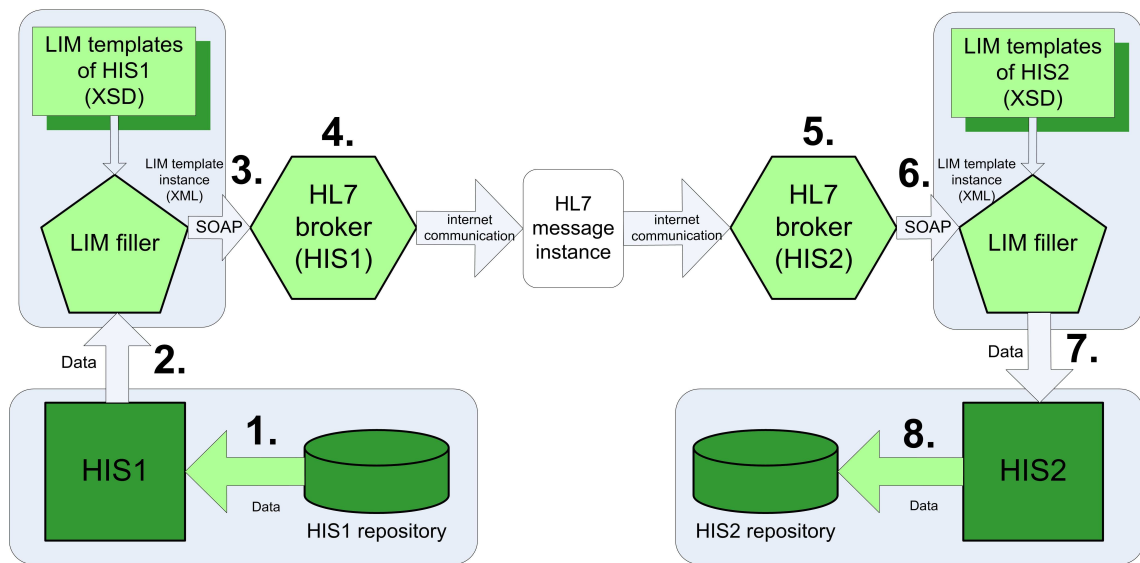 LIM templates
of HIS1
(XSD)
LIM template
instance
(XML)
3.
SOAP
LIM filler
4.
HL7
broker
(HIS1)
internet
communication
HL7
message
instance
internet
communication
5.
HL7
broker
(HIS2)
6.
SOAP
LIM templates
of HIS2
(XSD)
LIM template
instance
(XML)
LIM filler
Data
2.
HIS1
1.
Data
HIS1 repository
Data
7.
HIS2
8.
Data
HIS2 repository